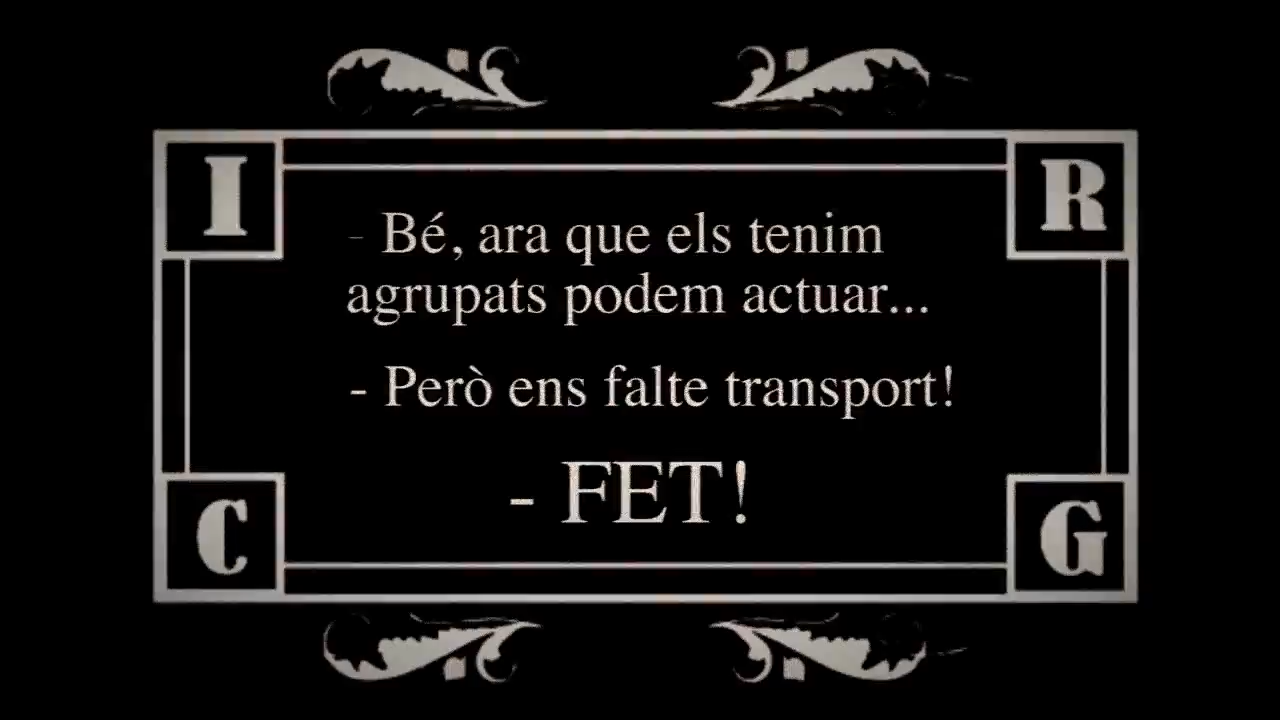 I R
- Bé, ara que els tenim
agrupats podem actuar...
- Però ens falte transport!
- FET!
C G